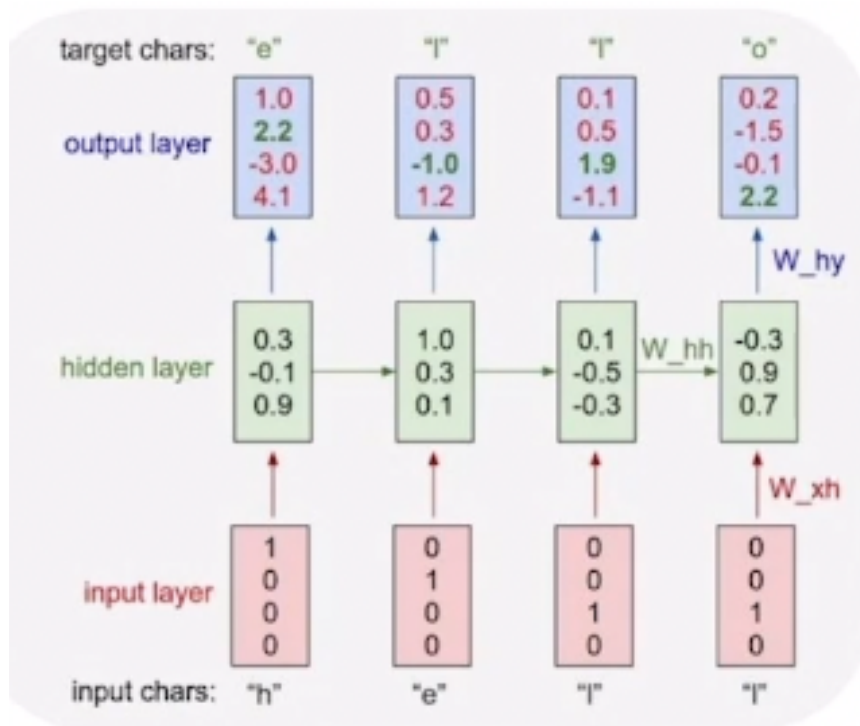 target chars: “e” “l” “l” “o”
1.0 0.5 0.1 0.2
2.2 0.3 0.5 -1.5
output layer -3.0 -1.0 1.9 -0.1
4.1 1.2 -1.1 2.2
W_hy
0.3 1.0 0.1 W_hh -0.3
hidden layer -0.1 0.3 -0.5 0.9
0.9 0.1 -0.3 0.7
W_xh
1 0 0 0
input layer 0 1 0 0
0 0 1 1
0 0 0 0
input chars: “h” “e” “l” “l”